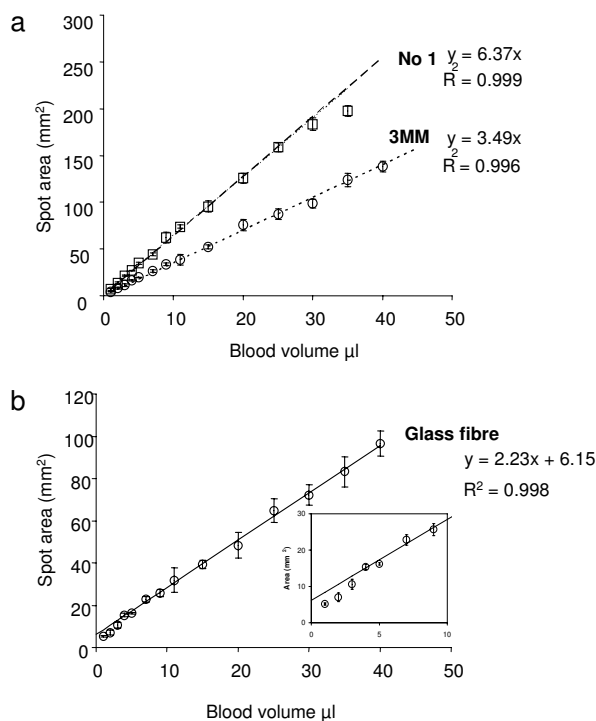 a
300
250
200
150
100
50
0
Spot area (mm²)
No 1
y = 6.37x
R² = 0.999
3MM
y = 3.49x
R² = 0.996
0 10 20 30 40 50
Blood volume µl
b
120
100
80
60
40
20
0
Spot area (mm²)
Glass fibre
y = 2.23x + 6.15
R² = 0.998
30
20
10
0
Area (mm²)
0 5 10
0 10 20 30 40 50
Blood volume µl